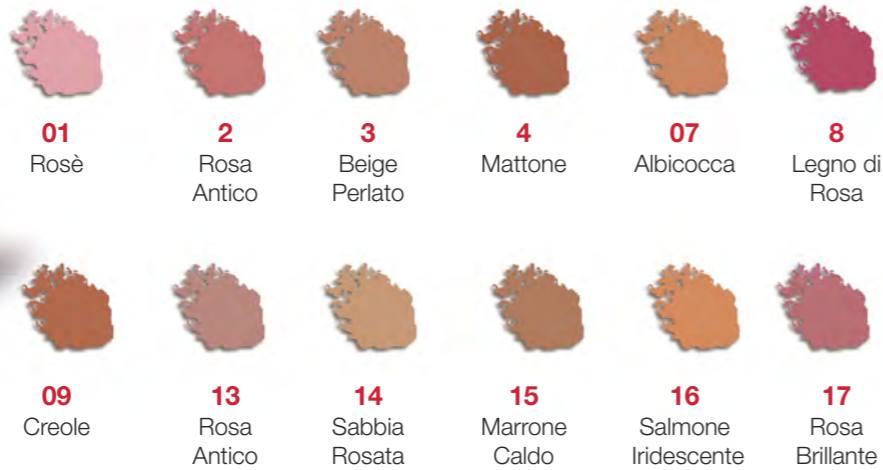 01 2 3 4 07 8
Rosè Rosa Beige Mattone Albicocca Legno di
Antico Perlato Rosa
09 13 14 15 16 17
Creole Rosa Sabbia Marrone Salmone Rosa
Antico Rosata Caldo Iridescente Brillante